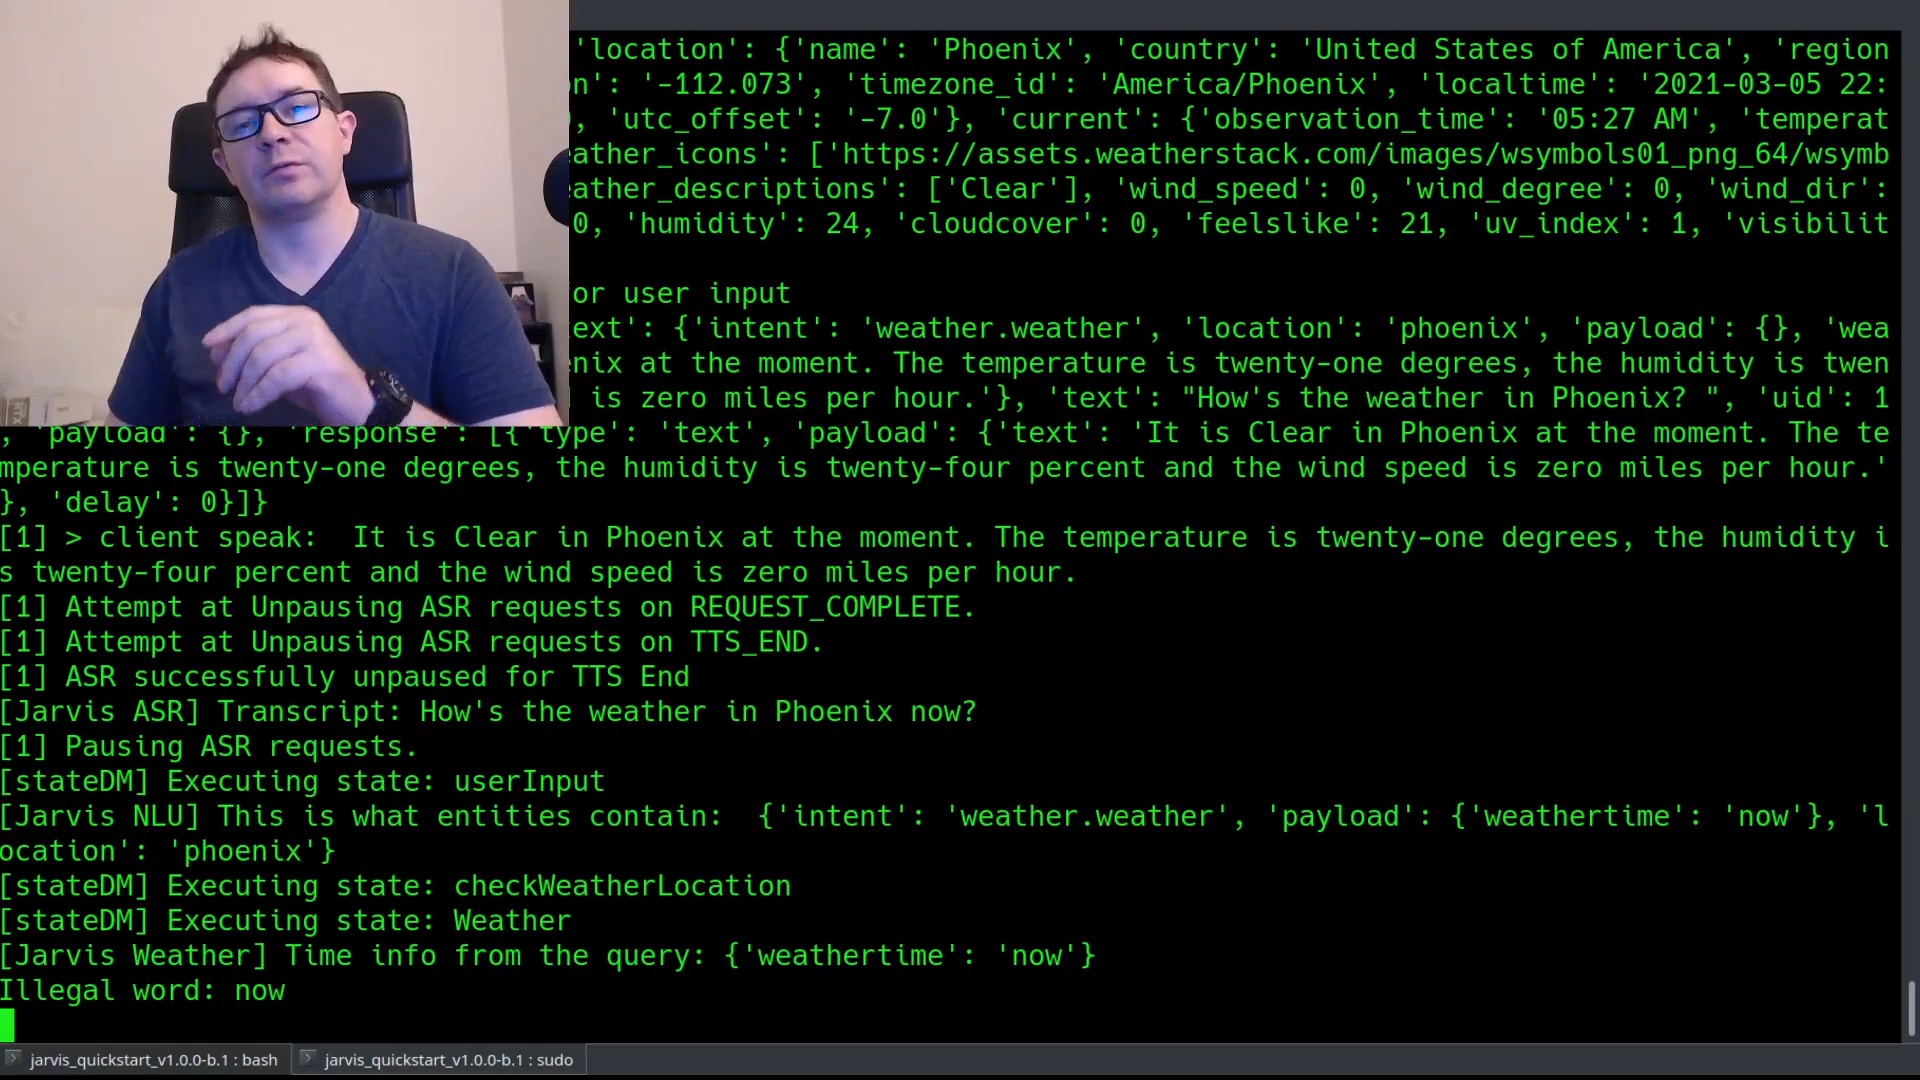 'location': {'name': 'Phoenix', 'country': 'United States of America', 'region
on': '-112.073', 'timezone_id': 'America/Phoenix', 'localtime': '2021-03-05 22:
, 'utc_offset': '-7.0'}, 'current': {'observation_time': '05:27 AM', 'temperat
eather_icons': ['https://assets.weatherstack.com/images/wsymbols01_png_64/wsymb
eather_descriptions': ['Clear'], 'wind_speed': 0, 'wind_degree': 0, 'wind_dir':
0, 'humidity': 24, 'cloudcover': 0, 'feelslike': 21, 'uv_index': 1, 'visibilit
or user input
text': {'intent': 'weather.weather', 'location': 'phoenix', 'payload': {}, 'wea
enix at the moment. The temperature is twenty-one degrees, the humidity is twen
is zero miles per hour.'}, 'text': "How's the weather in Phoenix? ", 'uid': 1
, 'payload': {}, 'response': [{'type': 'text', 'payload': {'text': 'It is Clear in Phoenix at the moment. The te
mperature is twenty-one degrees, the humidity is twenty-four percent and the wind speed is zero miles per hour.'
}, 'delay': 0}]}
[1] > client speak:  It is Clear in Phoenix at the moment. The temperature is twenty-one degrees, the humidity i
s twenty-four percent and the wind speed is zero miles per hour.
[1] Attempt at Unpausing ASR requests on REQUEST_COMPLETE.
[1] Attempt at Unpausing ASR requests on TTS_END.
[1] ASR successfully unpaused for TTS End
[Jarvis ASR] Transcript: How's the weather in Phoenix now?
[1] Pausing ASR requests.
[stateDM] Executing state: userInput
[Jarvis NLU] This is what entities contain:  {'intent': 'weather.weather', 'payload': {'weathertime': 'now'}, 'l
ocation': 'phoenix'}
[stateDM] Executing state: checkWeatherLocation
[stateDM] Executing state: Weather
[Jarvis Weather] Time info from the query: {'weathertime': 'now'}
Illegal word: now
jarvis_quickstart_v1.0.0-b.1 : bash
jarvis_quickstart_v1.0.0-b.1 : sudo